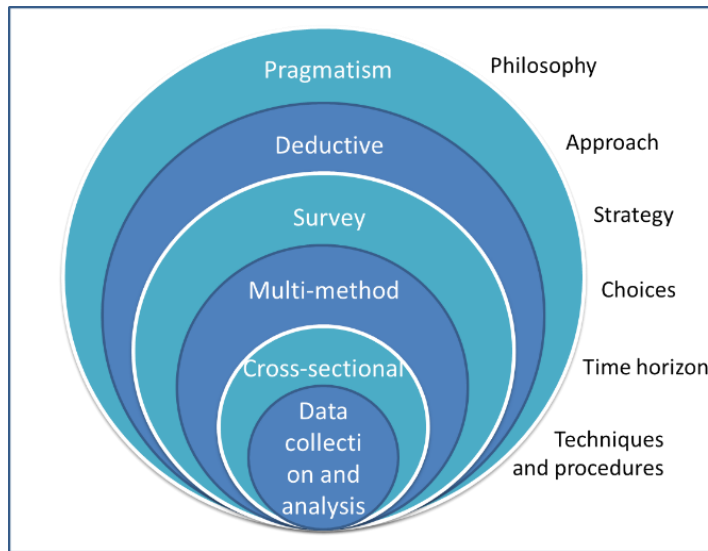 Pragmatism
Philosophy
Deductive
Approach
Survey
Strategy
Multi-method
Choices
Cross-sectional
Time horizon
Data
collecti
on and
analysis
Techniques
and procedures